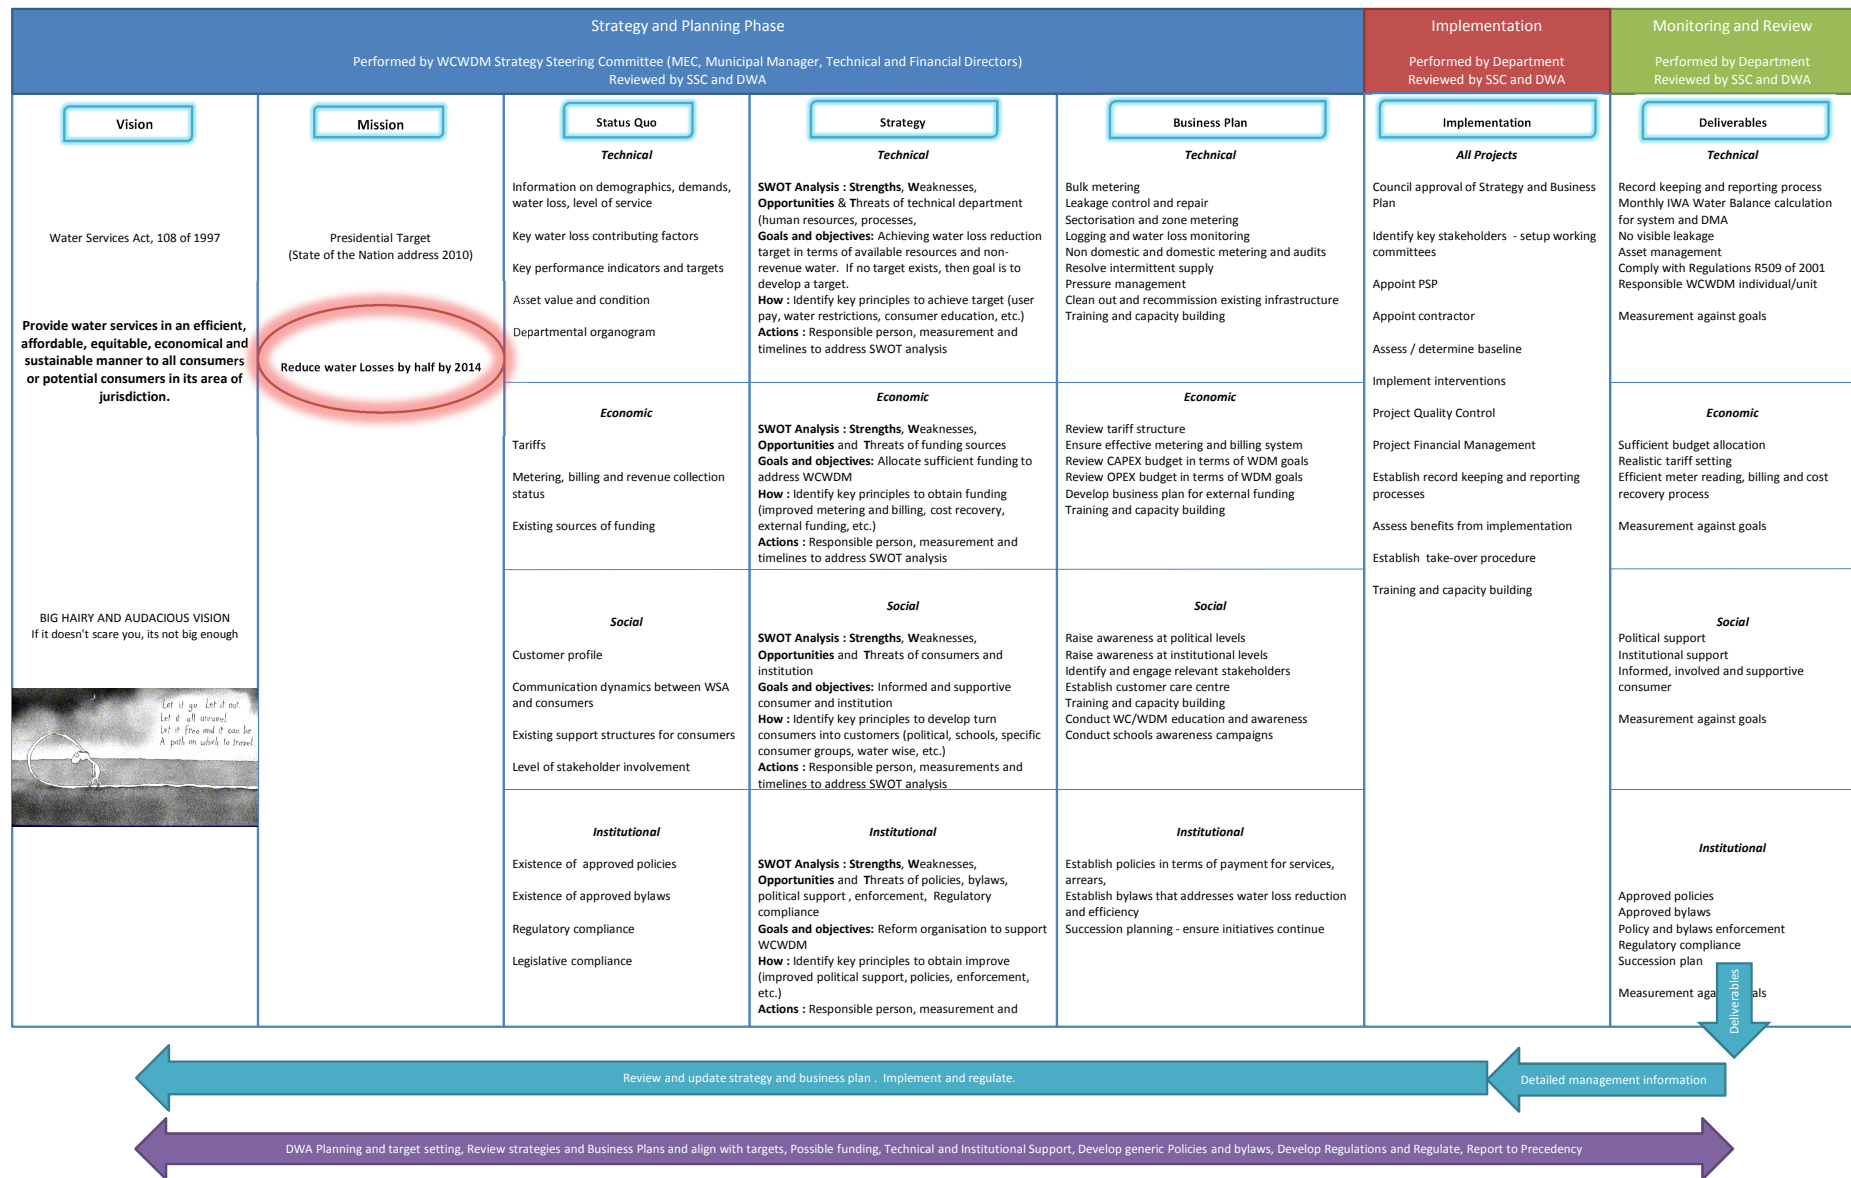 Strategy and Planning Phase
Performed by WCWDM Strategy Steering Committee (MEC, Municipal Manager, Technical and Financial Directors)
Reviewed by SSC and DWA
Implementation
Performed by Department
Reviewed by SSC and DWA
Monitoring and Review
Performed by Department
Reviewed by SSC and DWA
Vision
Water Services Act, 108 of 1997
Provide water services in an efficient,
affordable, equitable, economical and
sustainable manner to all consumers
or potential consumers in its area of
jurisdiction.
BIG HAIRY AND AUDACIOUS VISION
If it doesn't scare you, its not big enough
Let it go. Let it out.
Let it all unravel.
Let it free and it can be
A path on which to travel.
Mission
Presidential Target
(State of the Nation address 2010)
Reduce water Losses by half by 2014
Status Quo
Technical
Information on demographics, demands,
water loss, level of service
Key water loss contributing factors
Key performance indicators and targets
Asset value and condition
Departmental organogram
Economic
Tariffs
Metering, billing and revenue collection
status
Existing sources of funding
Social
Customer profile
Communication dynamics between WSA
and consumers
Existing support structures for consumers
Level of stakeholder involvement
Institutional
Existence of  approved policies
Existence of approved bylaws
Regulatory compliance
Legislative compliance
Strategy
Technical
SWOT Analysis : Strengths, Weaknesses,
Opportunities & Threats of technical department
(human resources, processes,
Goals and objectives: Achieving water loss reduction
target in terms of available resources and non-
revenue water.  If no target exists, then goal is to
develop a target.
How : Identify key principles to achieve target (user
pay, water restrictions, consumer education, etc.)
Actions : Responsible person, measurement and
timelines to address SWOT analysis
Economic
SWOT Analysis : Strengths, Weaknesses,
Opportunities and  Threats of funding sources
Goals and objectives: Allocate sufficient funding to
address WCWDM
How : Identify key principles to obtain funding
(improved metering and billing, cost recovery,
external funding, etc.)
Actions : Responsible person, measurement and
timelines to address SWOT analysis
Social
SWOT Analysis : Strengths, Weaknesses,
Opportunities and  Threats of consumers and
institution
Goals and objectives: Informed and supportive
consumer and institution
How : Identify key principles to develop turn
consumers into customers (political, schools, specific
consumer groups, water wise, etc.)
Actions : Responsible person, measurements and
timelines to address SWOT analysis
Institutional
SWOT Analysis : Strengths, Weaknesses,
Opportunities and  Threats of policies, bylaws,
political support , enforcement,  Regulatory
compliance
Goals and objectives: Reform organisation to support
WCWDM
How : Identify key principles to obtain improve
(improved political support, policies, enforcement,
etc.)
Actions : Responsible person, measurement and
Business Plan
Technical
Bulk metering
Leakage control and repair
Sectorisation and zone metering
Logging and water loss monitoring
Non domestic and domestic metering and audits
Resolve intermittent supply
Pressure management
Clean out and recommission existing infrastructure
Training and capacity building
Economic
Review tariff structure
Ensure effective metering and billing system
Review CAPEX budget in terms of WDM goals
Review OPEX budget in terms of WDM goals
Develop business plan for external funding
Training and capacity building
Social
Raise awareness at political levels
Raise awareness at institutional levels
Identify and engage relevant stakeholders
Establish customer care centre
Training and capacity building
Conduct WC/WDM education and awareness
Conduct schools awareness campaigns
Institutional
Establish policies in terms of payment for services,
arrears,
Establish bylaws that addresses water loss reduction
and efficiency
Succession planning - ensure initiatives continue
Implementation
All Projects
Council approval of Strategy and Business
Plan
Identify key stakeholders  - setup working
committees
Appoint PSP
Appoint contractor
Assess / determine baseline
Implement interventions
Project Quality Control
Project Financial Management
Establish record keeping and reporting
processes
Assess benefits from implementation
Establish  take-over procedure
Training and capacity building
Deliverables
Technical
Record keeping and reporting process
Monthly IWA Water Balance calculation
for system and DMA
No visible leakage
Asset management
Comply with Regulations R509 of 2001
Responsible WCWDM individual/unit
Measurement against goals
Economic
Sufficient budget allocation
Realistic tariff setting
Efficient meter reading, billing and cost
recovery process
Measurement against goals
Social
Political support
Institutional support
Informed, involved and supportive
consumer
Measurement against goals
Institutional
Approved policies
Approved bylaws
Policy and bylaws enforcement
Regulatory compliance
Succession plan
Measurement aga als
Deliverables
Review and update strategy and business plan .  Implement and regulate.
Detailed management information
DWA Planning and target setting, Review strategies and Business Plans and align with targets, Possible funding, Technical and Institutional Support, Develop generic Policies and bylaws, Develop Regulations and Regulate, Report to Precedency